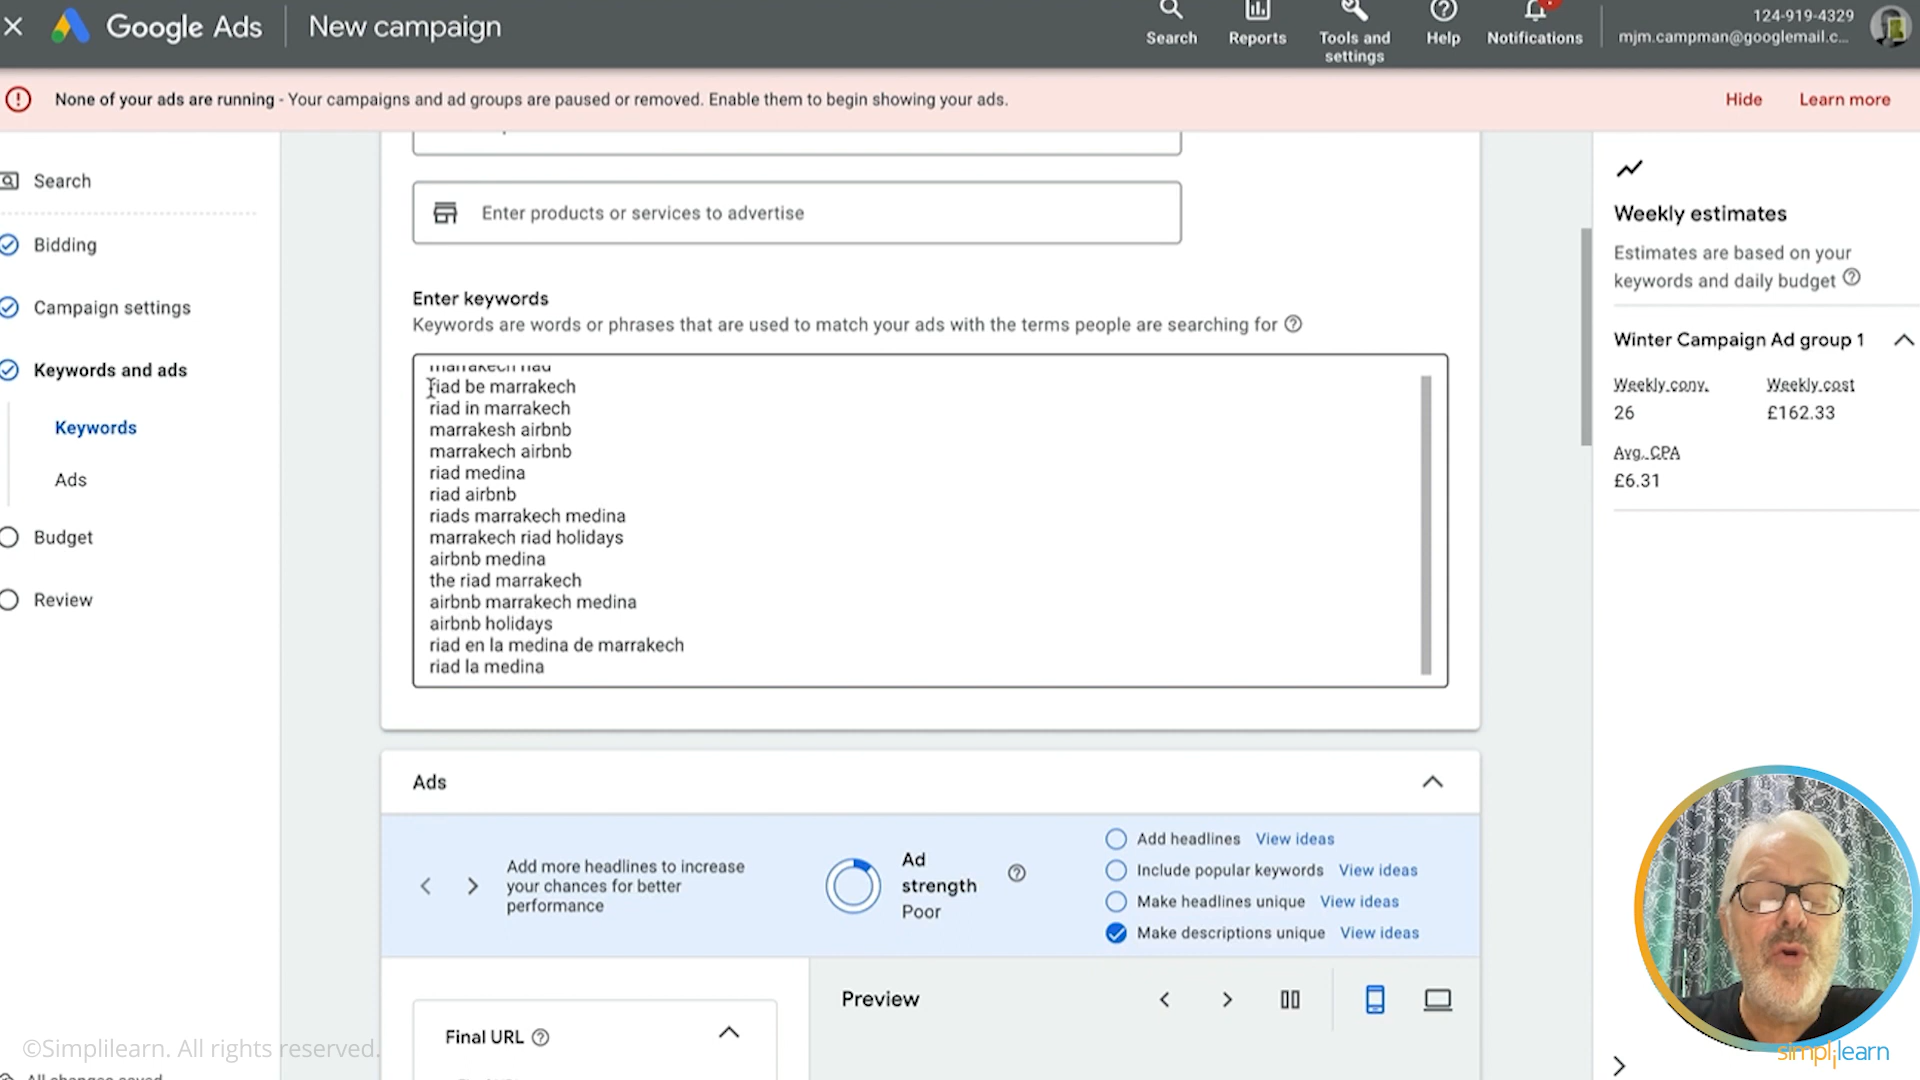 Google Ads
New campaign
Search
Reports
Tools and
settings
Help
Notifications
124-919-4329
mjm.campman@googlemail.c...
None of your ads are running - Your campaigns and ad groups are paused or removed. Enable them to begin showing your ads.
Hide
Learn more
Search
Bidding
Campaign settings
Keywords and ads
Keywords
Ads
Budget
Review
Enter products or services to advertise
Enter keywords
Keywords are words or phrases that are used to match your ads with the terms people are searching for
marrakech riad
riad be marrakech
riad in marrakech
marrakesh airbnb
marrakech airbnb
riad medina
riad airbnb
riads marrakech medina
marrakech riad holidays
airbnb medina
the riad marrakech
airbnb marrakech medina
airbnb holidays
riad en la medina de marrakech
riad la medina
Ads
Add more headlines to increase
your chances for better
performance
Ad
strength
Poor
Add headlines View ideas
Include popular keywords View ideas
Make headlines unique View ideas
Make descriptions unique View ideas
Final URL
Preview
Weekly estimates
Estimates are based on your
keywords and daily budget
Winter Campaign Ad group 1
Weekly conv. Weekly cost
26 £162.33
Avg. CPA
£6.31
©Simplilearn. All rights reserved.
All changes saved
simplilearn